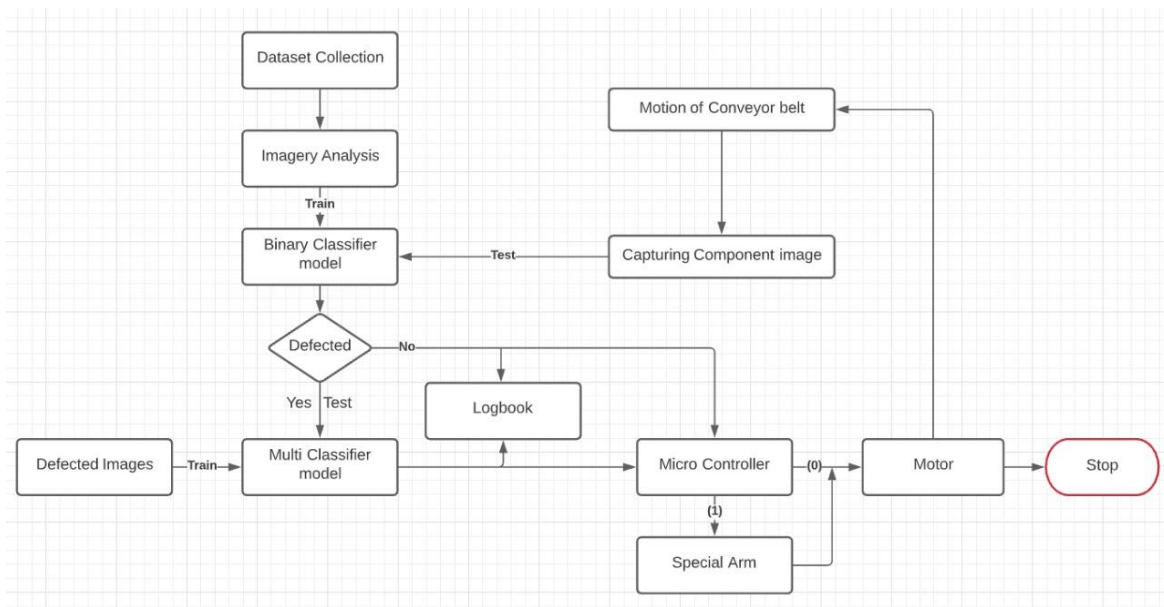 Dataset Collection
Motion of Conveyor belt
Imagery Analysis
Train
Binary Classifier
model
Test
Capturing Component image
Defected
No
Yes
Test
Logbook
Defected Images
Train
Multi Classifier
model
Micro Controller
(0)
Motor
Stop
(1)
Special Arm